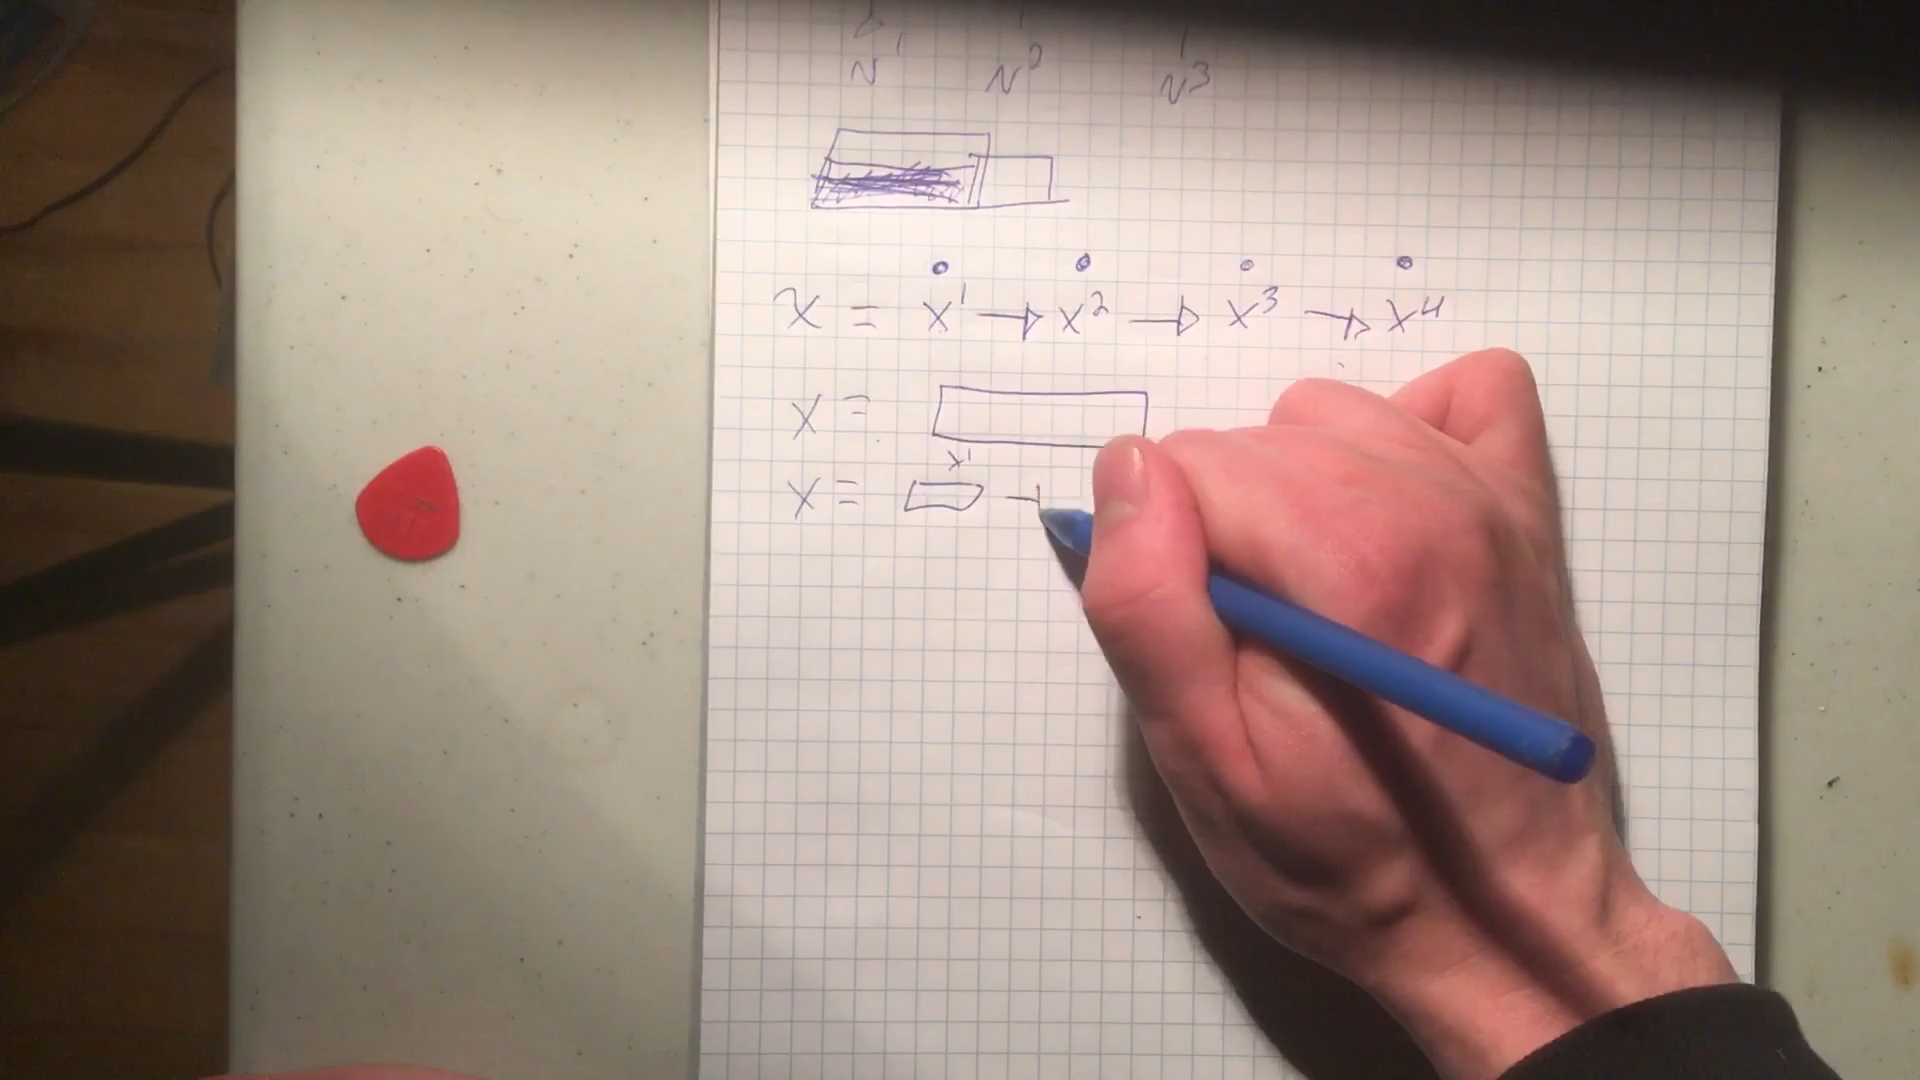 N¹ N² N³
x = x¹ → x² → x³ → x⁴
x =
x¹
x = →